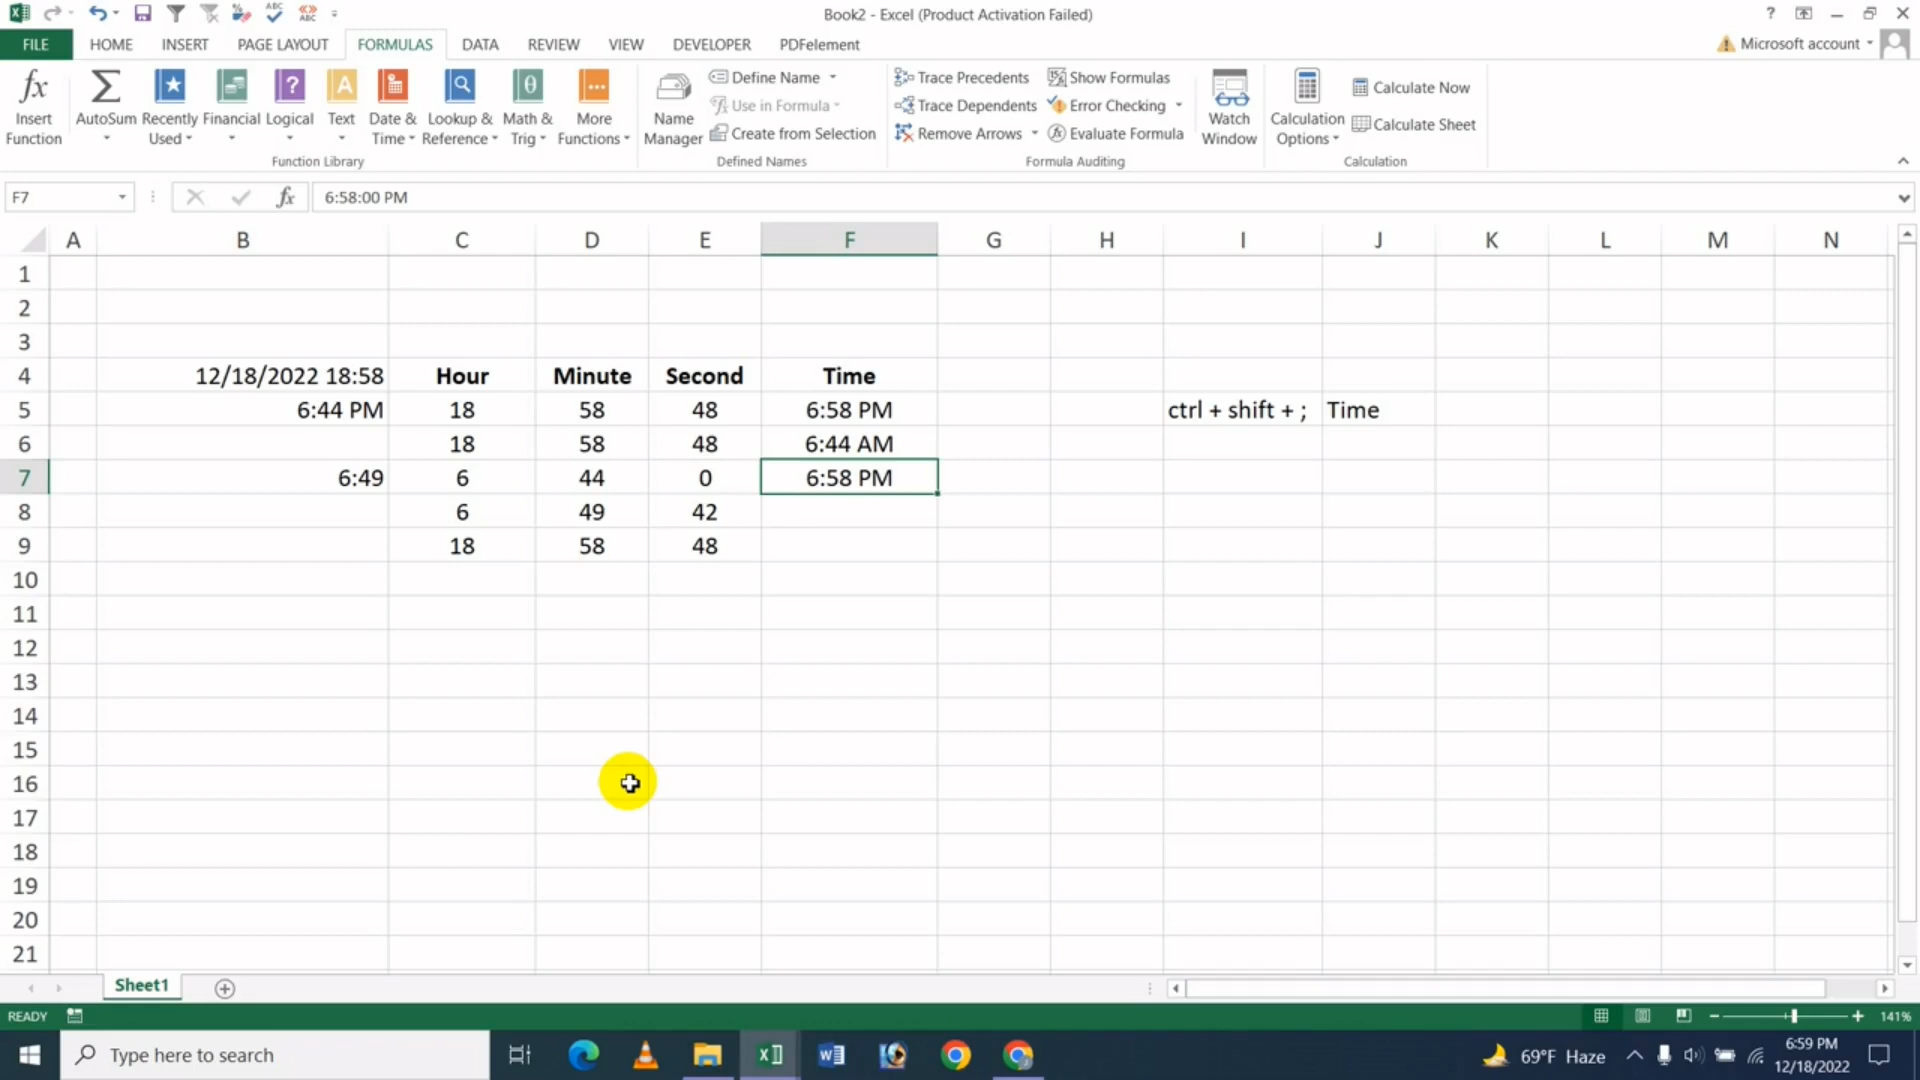 Book2 - Excel (Product Activation Failed)
FILE HOME INSERT PAGE LAYOUT FORMULAS DATA REVIEW VIEW DEVELOPER PDFelement Microsoft account
Insert Function
AutoSum
Recently Used
Financial
Logical
Text
Date & Time
Lookup & Reference
Math & Trig
More Functions
Function Library
Name Manager
Define Name
Use in Formula
Create from Selection
Defined Names
Trace Precedents
Trace Dependents
Remove Arrows
Show Formulas
Error Checking
Evaluate Formula
Formula Auditing
Watch Window
Calculation Options
Calculate Now
Calculate Sheet
Calculation
F7 fx 6:58:00 PM
A B C D E F G H I J K L M N
1
2
3
4 12/18/2022 18:58 Hour Minute Second Time
5 6:44 PM 18 58 48 6:58 PM ctrl + shift + ; Time
6 18 58 48 6:44 AM
7 6:49 6 44 0 6:58 PM
8 6 49 42
9 18 58 48
10
11
12
13
14
15
16
17
18
19
20
21
Sheet1
READY 141%
Type here to search 69°F Haze 6:59 PM
12/18/2022